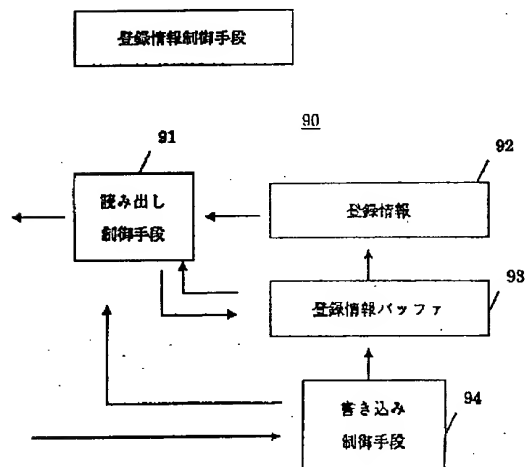 登録情報制御手段
90
91
92
読み出し
制御手段
登録情報
93
登録情報バッファ
書き込み
制御手段
94